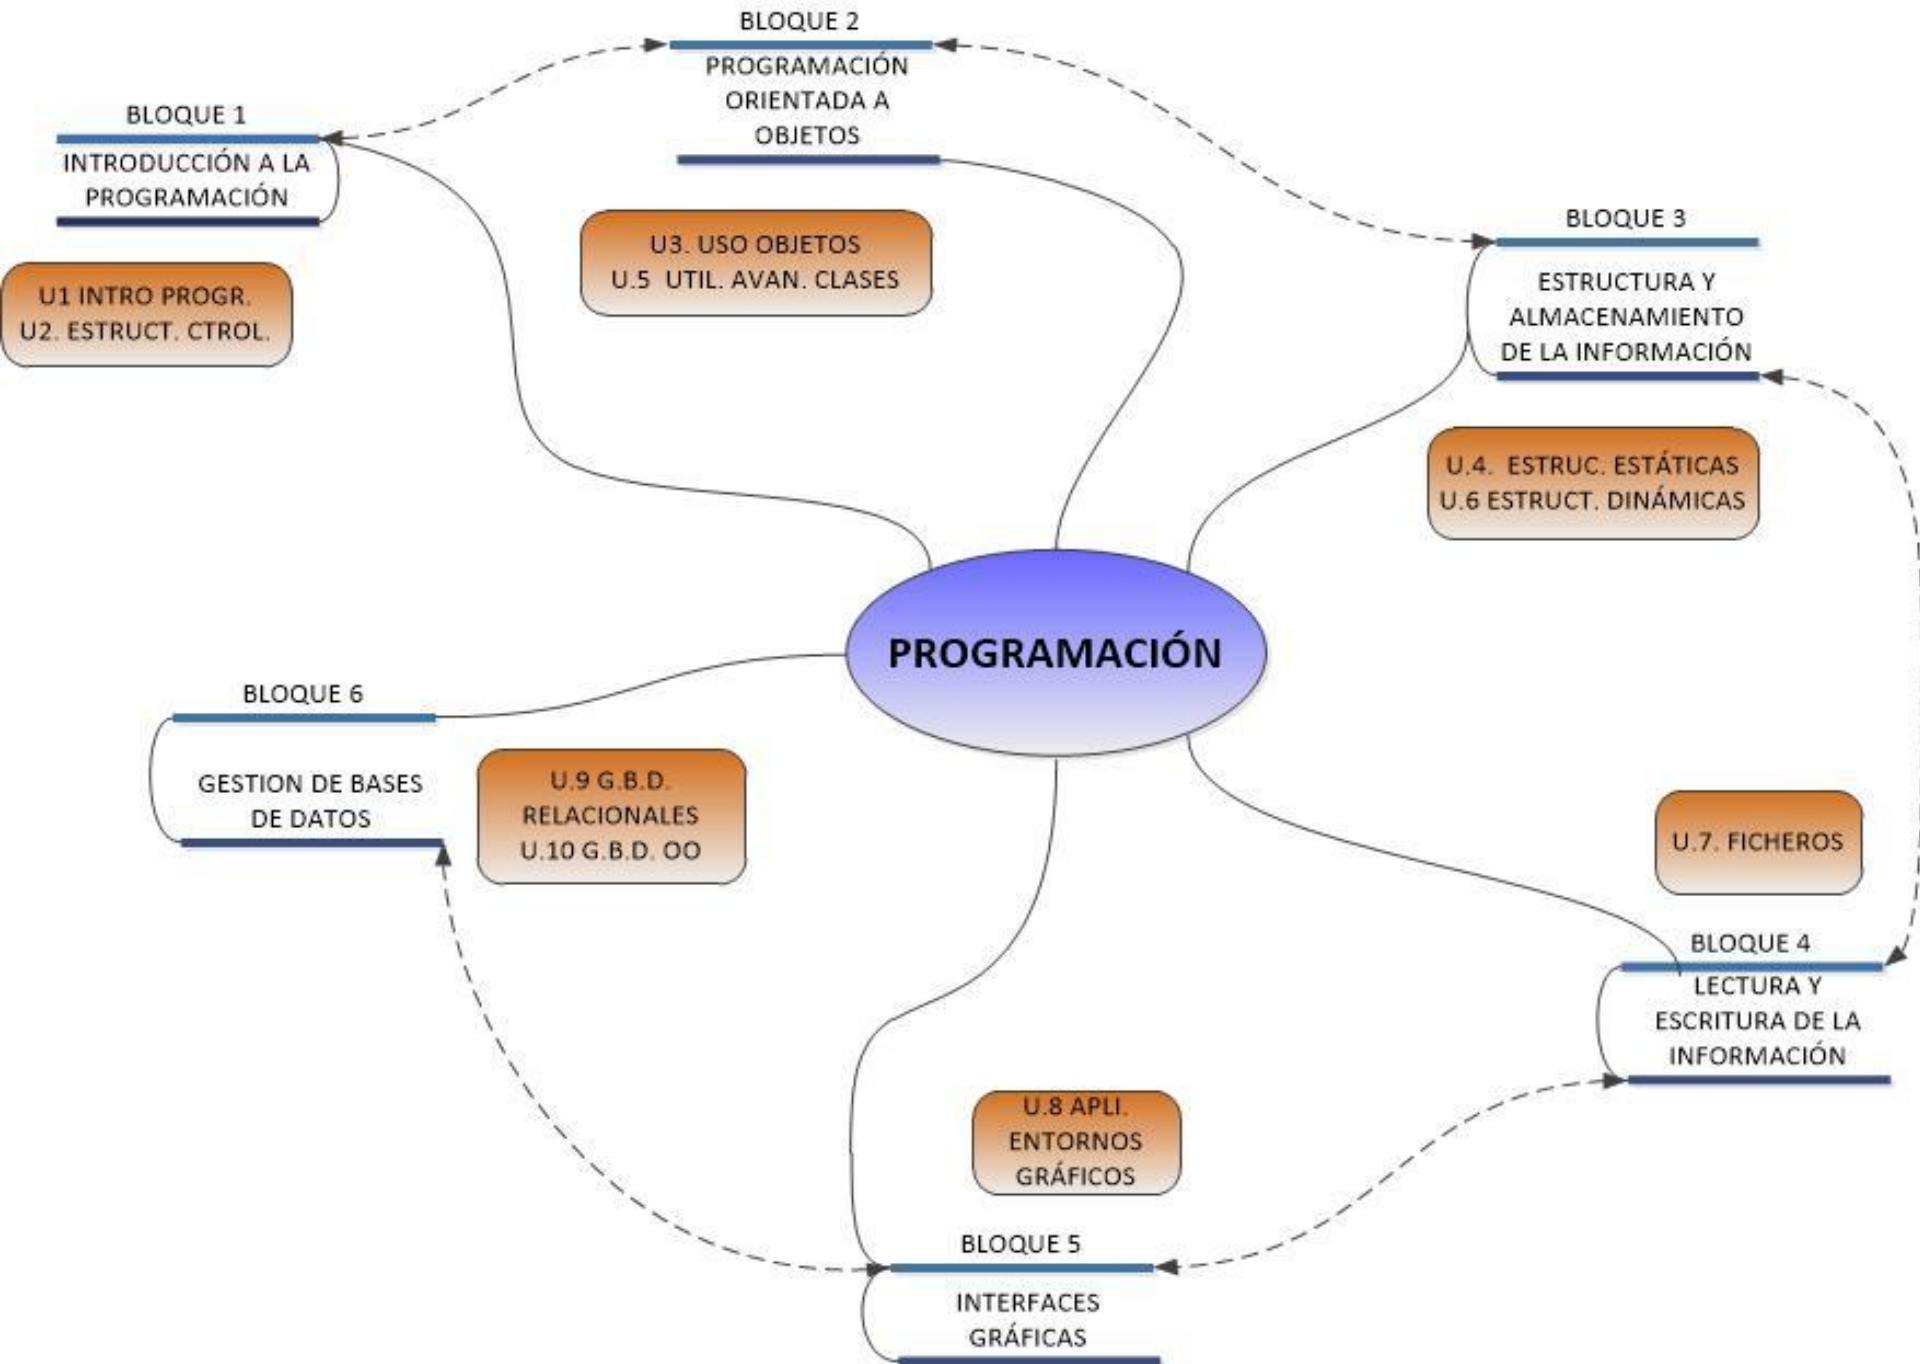 BLOQUE 1
INTRODUCCIÓN A LA
PROGRAMACIÓN
U1 INTRO PROGR.
U2. ESTRUCT. CTROL.
BLOQUE 2
PROGRAMACIÓN
ORIENTADA A
OBJETOS
U3. USO OBJETOS
U.5 UTIL. AVAN. CLASES
BLOQUE 3
ESTRUCTURA Y
ALMACENAMIENTO
DE LA INFORMACIÓN
U.4. ESTRUC. ESTÁTICAS
U.6 ESTRUCT. DINÁMICAS
PROGRAMACIÓN
BLOQUE 6
GESTION DE BASES
DE DATOS
U.9 G.B.D.
RELACIONALES
U.10 G.B.D. OO
U.7. FICHEROS
BLOQUE 4
LECTURA Y
ESCRITURA DE LA
INFORMACIÓN
U.8 APLI.
ENTORNOS
GRÁFICOS
BLOQUE 5
INTERFACES
GRÁFICAS